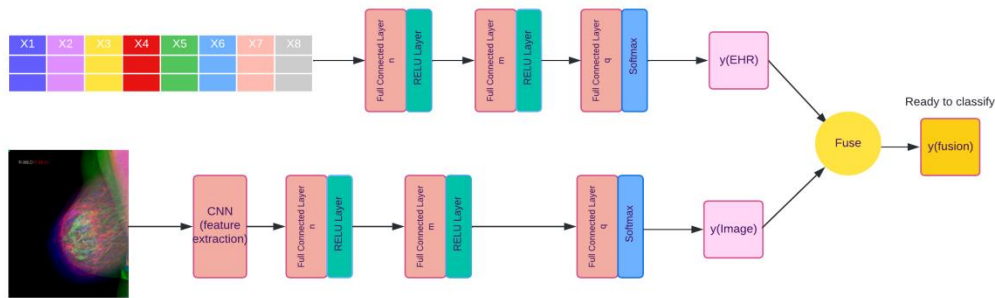 X1 X2 X3 X4 X5 X6 X7 X8
Full Connected Layer
n
RELU Layer
Full Connected Layer
m
RELU Layer
Full Connected Layer
q
Softmax
y(EHR)
Ready to classify
Fuse
y(fusion)
CNN
(feature
extraction)
Full Connected Layer
n
RELU Layer
Full Connected Layer
m
RELU Layer
Full Connected Layer
q
Softmax
y(Image)